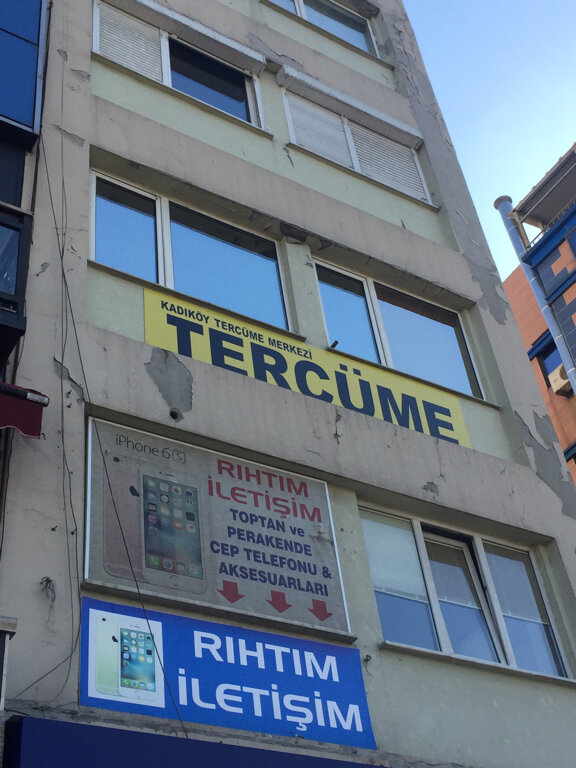 KADIKÖY TERCÜME MERKEZİ
TERCÜME
iPhone 6s
RIHTIM
İLETİŞİM
TOPTAN ve
PERAKENDE
CEP TELEFONU &
AKSESUARLARI
RIHTIM
İLETİŞİM